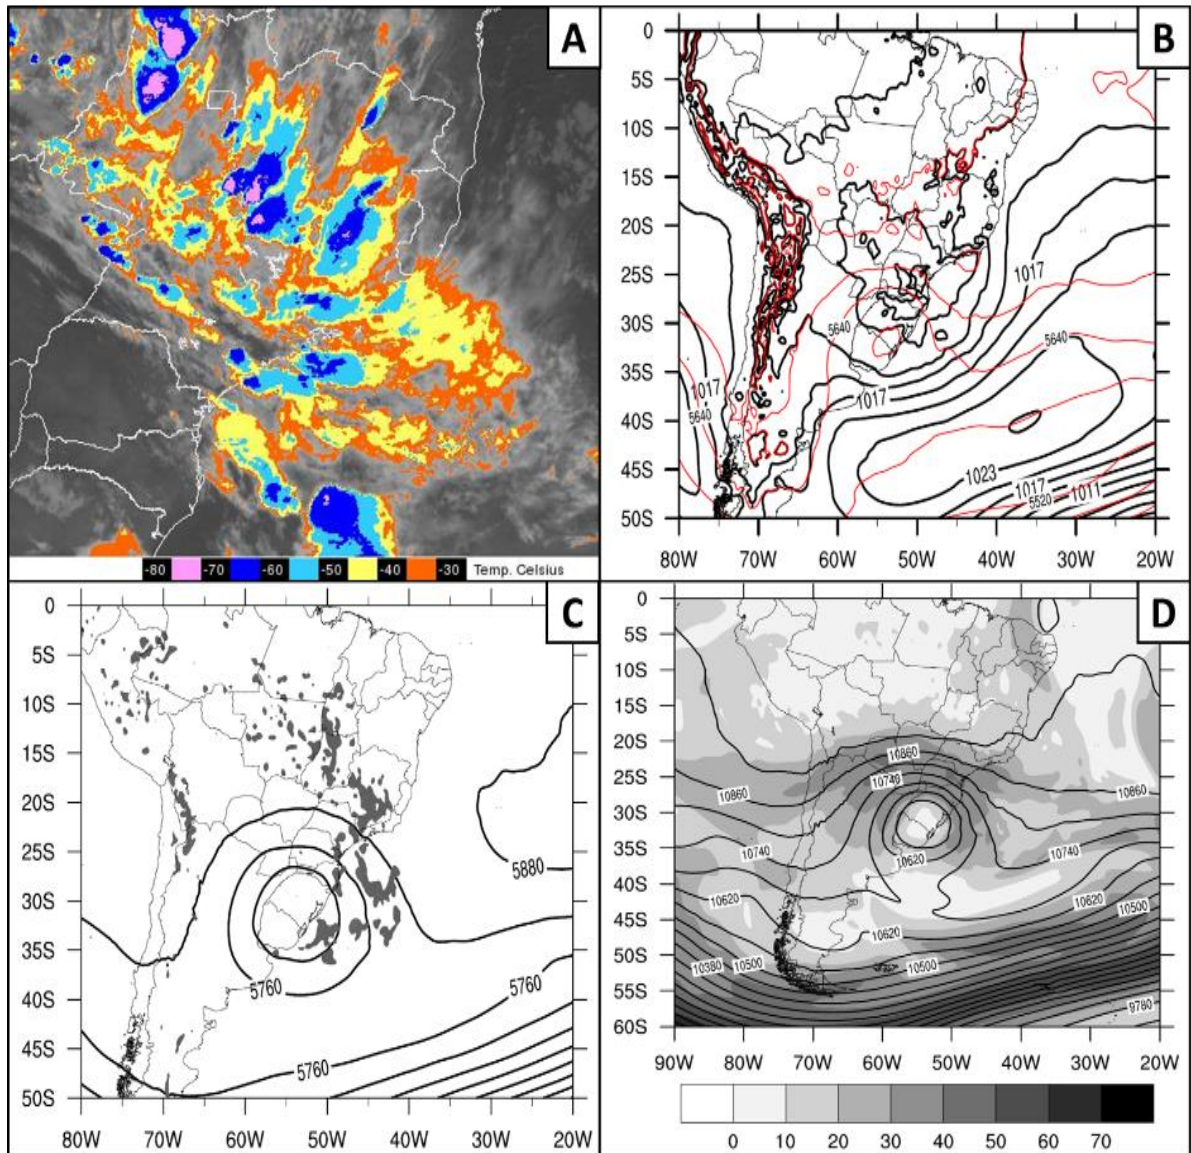 A
-80 -70 -60 -50 -40 -30 Temp. Celsius
B
0
5S
10S
15S
20S
25S
30S
35S
40S
45S
50S
80W 70W 60W 50W 40W 30W 20W
1017
5640
5640
1017
5640
1017
1023
1017
5520
1011
C
0
5S
10S
15S
20S
25S
30S
35S
40S
45S
50S
80W 70W 60W 50W 40W 30W 20W
5880
5760
5760
5760
D
0
5S
10S
15S
20S
25S
30S
35S
40S
45S
50S
55S
60S
90W 80W 70W 60W 50W 40W 30W 20W
10860
10740
10860
10860
10740
10620
10740
10620
10620
10620
10500
10380
10500
10500
9780
0 10 20 30 40 50 60 70